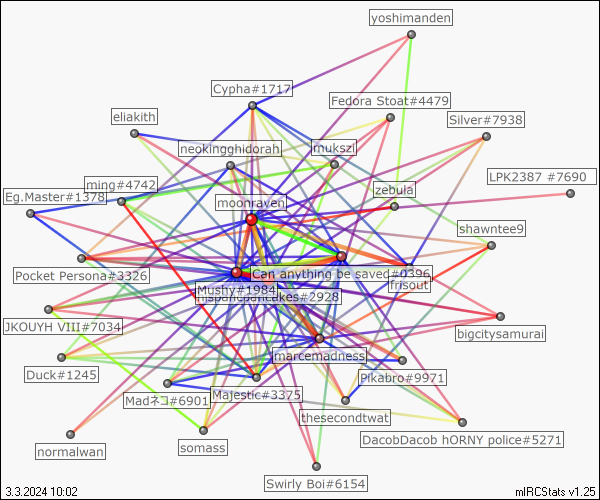 yoshimanden
Cypha#1717
Fedora Stoat#4479
eliakith
Silver#7938
neokingghidorah
mukszi
LPK2387 #7690
ming#4742
zebula
Eg.Master#1378
moonraven
shawntee9
Pocket Persona#3326
Can anything be saved#0396
frisout
Mushy#1984
hispanicpancakes#2928
JKOUYH VIII#7034
bigcitysamurai
marcemadness
Duck#1245
Pikabro#9971
Madネコ#6901
Majestic#3375
thesecondtwat
DacobDacob hORNY police#5271
normalwan
somass
Swirly Boi#6154
3.3.2024 10:02
mIRCStats v1.25